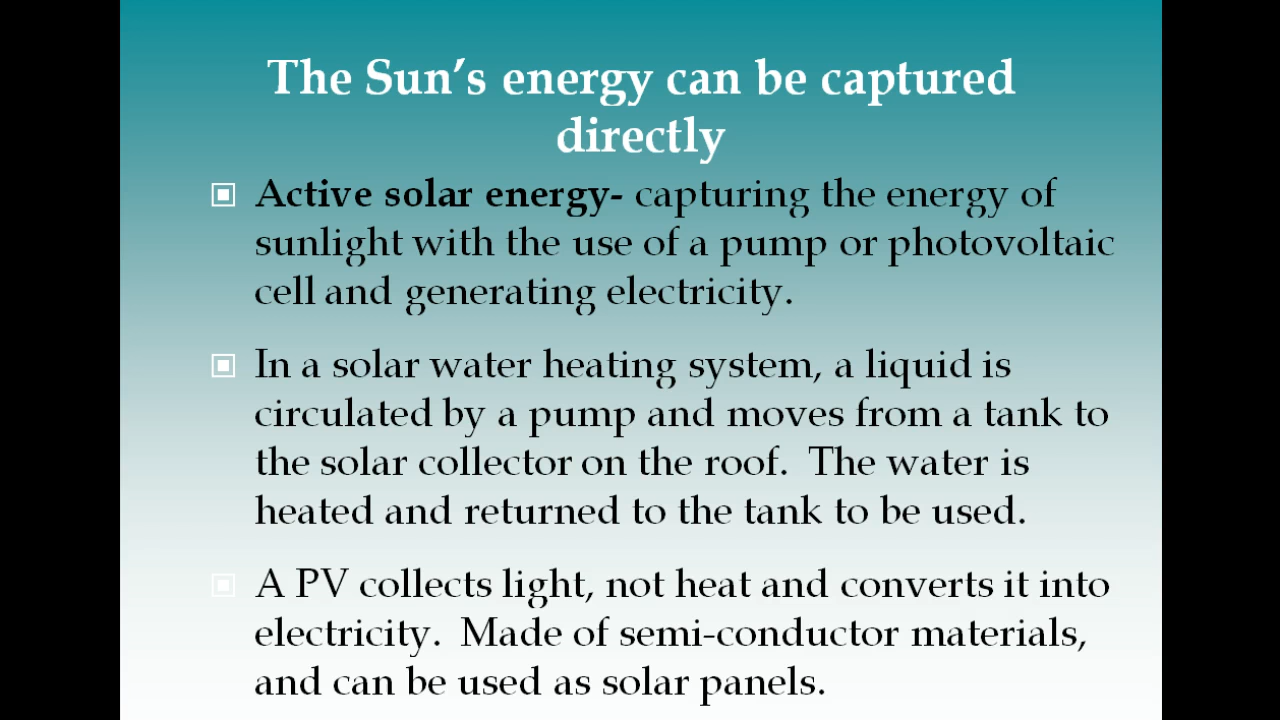 The Sun’s energy can be captured
directly
Active solar energy- capturing the energy of
sunlight with the use of a pump or photovoltaic
cell and generating electricity.
In a solar water heating system, a liquid is
circulated by a pump and moves from a tank to
the solar collector on the roof.  The water is
heated and returned to the tank to be used.
A PV collects light, not heat and converts it into
electricity.  Made of semi-conductor materials,
and can be used as solar panels.